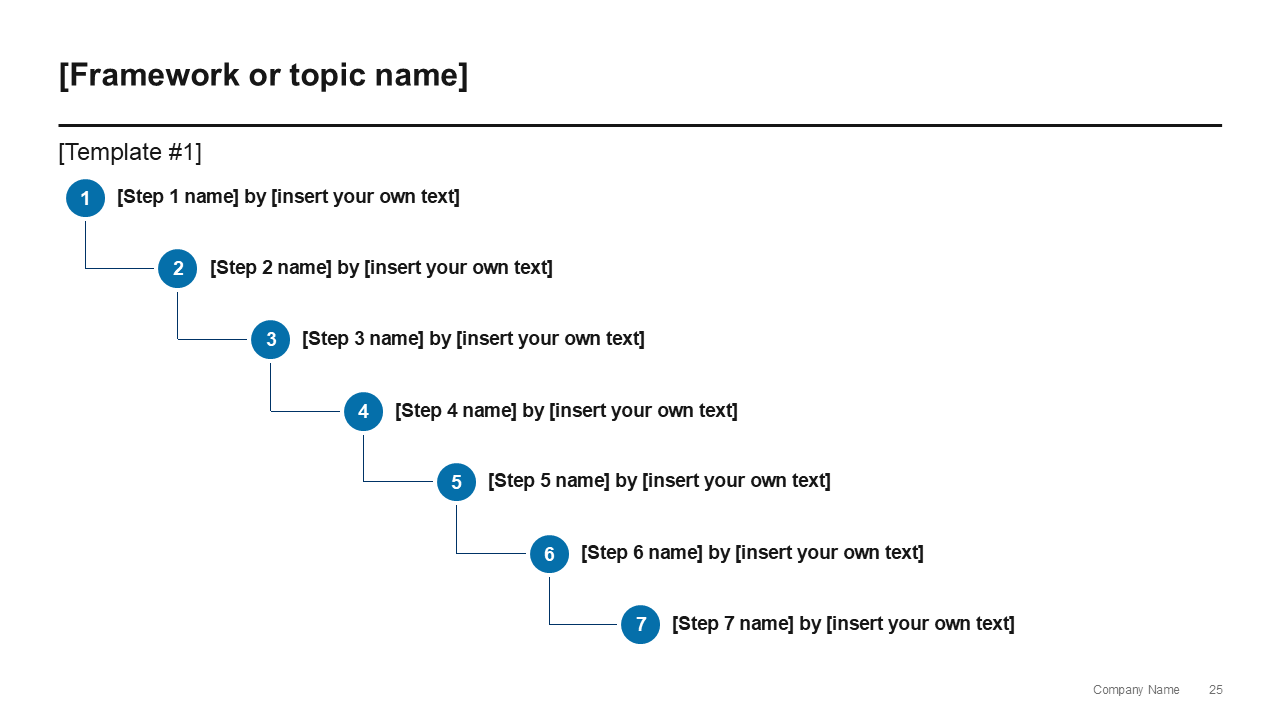 [Framework or topic name]
[Template #1]
1 [Step 1 name] by [insert your own text]
2 [Step 2 name] by [insert your own text]
3 [Step 3 name] by [insert your own text]
4 [Step 4 name] by [insert your own text]
5 [Step 5 name] by [insert your own text]
6 [Step 6 name] by [insert your own text]
7 [Step 7 name] by [insert your own text]
Company Name 25